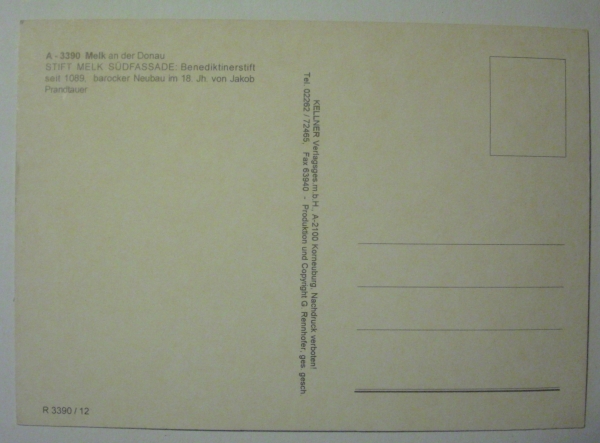 A - 3390 Melk an der Donau
STIFT MELK SÜDFASSADE: Benediktinerstift
seit 1089, barocker Neubau im 18. Jh. von Jakob
Prandtauer
KELLNER Verlagsges.m.b.H., A-2100 Korneuburg, Nachdruck verboten!
Tel. 02262 / 72465, Fax 63940 - Produktion und Copyright G. Rennhofer, ges. gesch.
R 3390 / 12